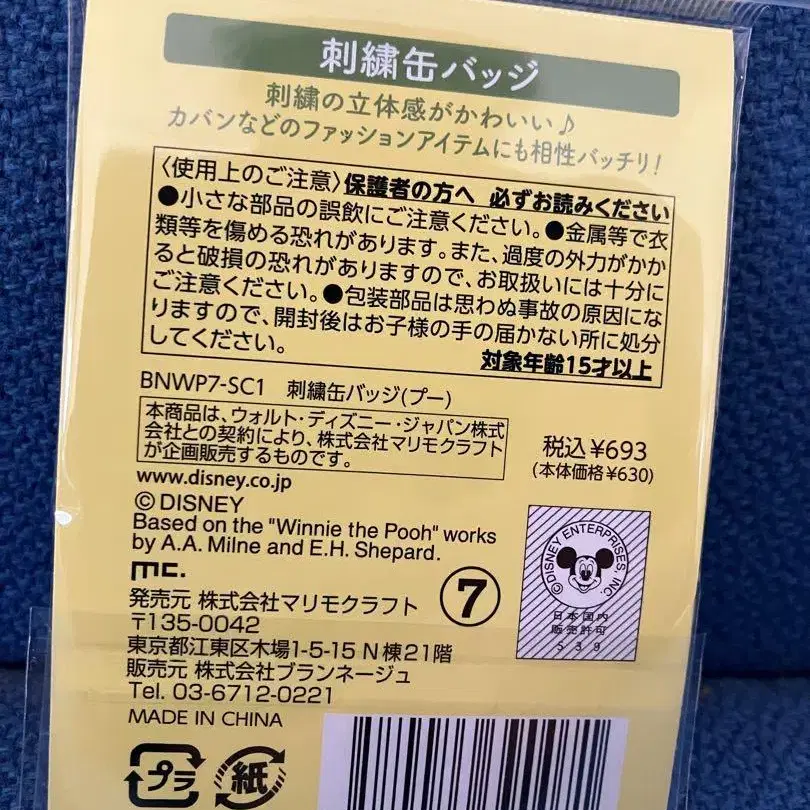 刺繍缶バッジ
刺繍の立体感がかわいい♪
カバンなどのファッションアイテムにも相性バッチリ!
〈使用上のご注意〉保護者の方へ 必ずお読みください
●小さな部品の誤飲にご注意ください。●金属等で衣
類等を傷める恐れがあります。また、過度の外力がかか
ると破損の恐れがありますので、お取扱いには十分に
ご注意ください。●包装部品は思わぬ事故の原因にな
りますので、開封後はお子様の手の届かない所に処分
してください。
対象年齢15才以上
BNWP7-SC1 刺繍缶バッジ(プー)
本商品は、ウォルト・ディズニー・ジャパン株式
会社との契約により、株式会社マリモクラフト
が企画販売するものです。
税込¥693
(本体価格¥630)
www.disney.co.jp
© DISNEY
Based on the "Winnie the Pooh" works
by A.A. Milne and E.H. Shepard.
mc.
⑦
©DISNEY ENTERPRISES, INC.
日本国内
販売許可
539
発売元 株式会社マリモクラフト
〒135-0042
東京都江東区木場1-5-15 N棟21階
販売元 株式会社ブランネージュ
Tel. 03-6712-0221
MADE IN CHINA
プラ
紙